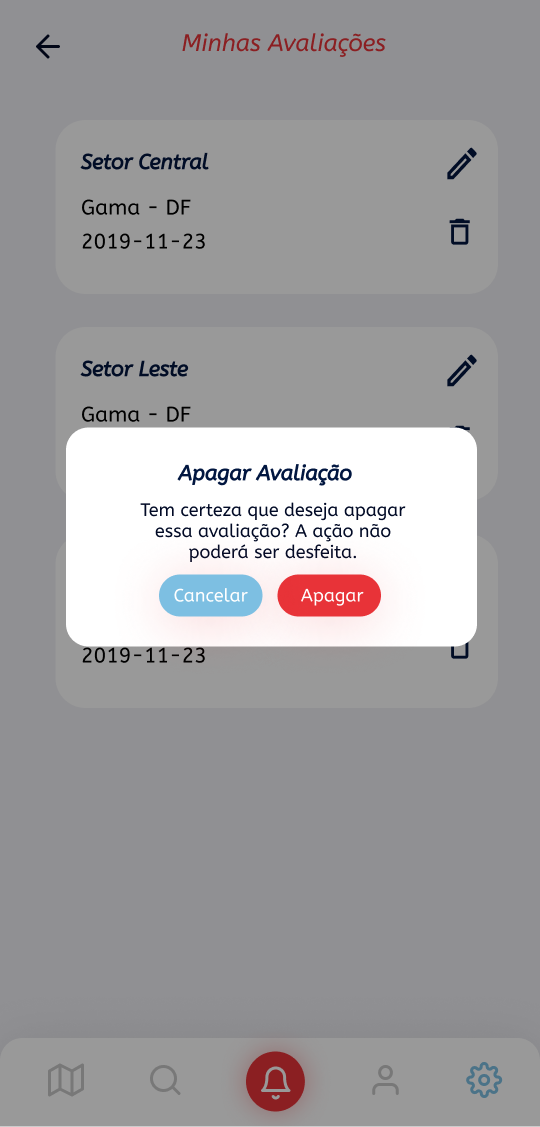 Minhas Avaliações
Setor Central
Gama - DF
2019-11-23
Setor Leste
Gama - DF
Apagar Avaliação
Tem certeza que deseja apagar
essa avaliação? A ação não
poderá ser desfeita.
Cancelar
Apagar
2019-11-23